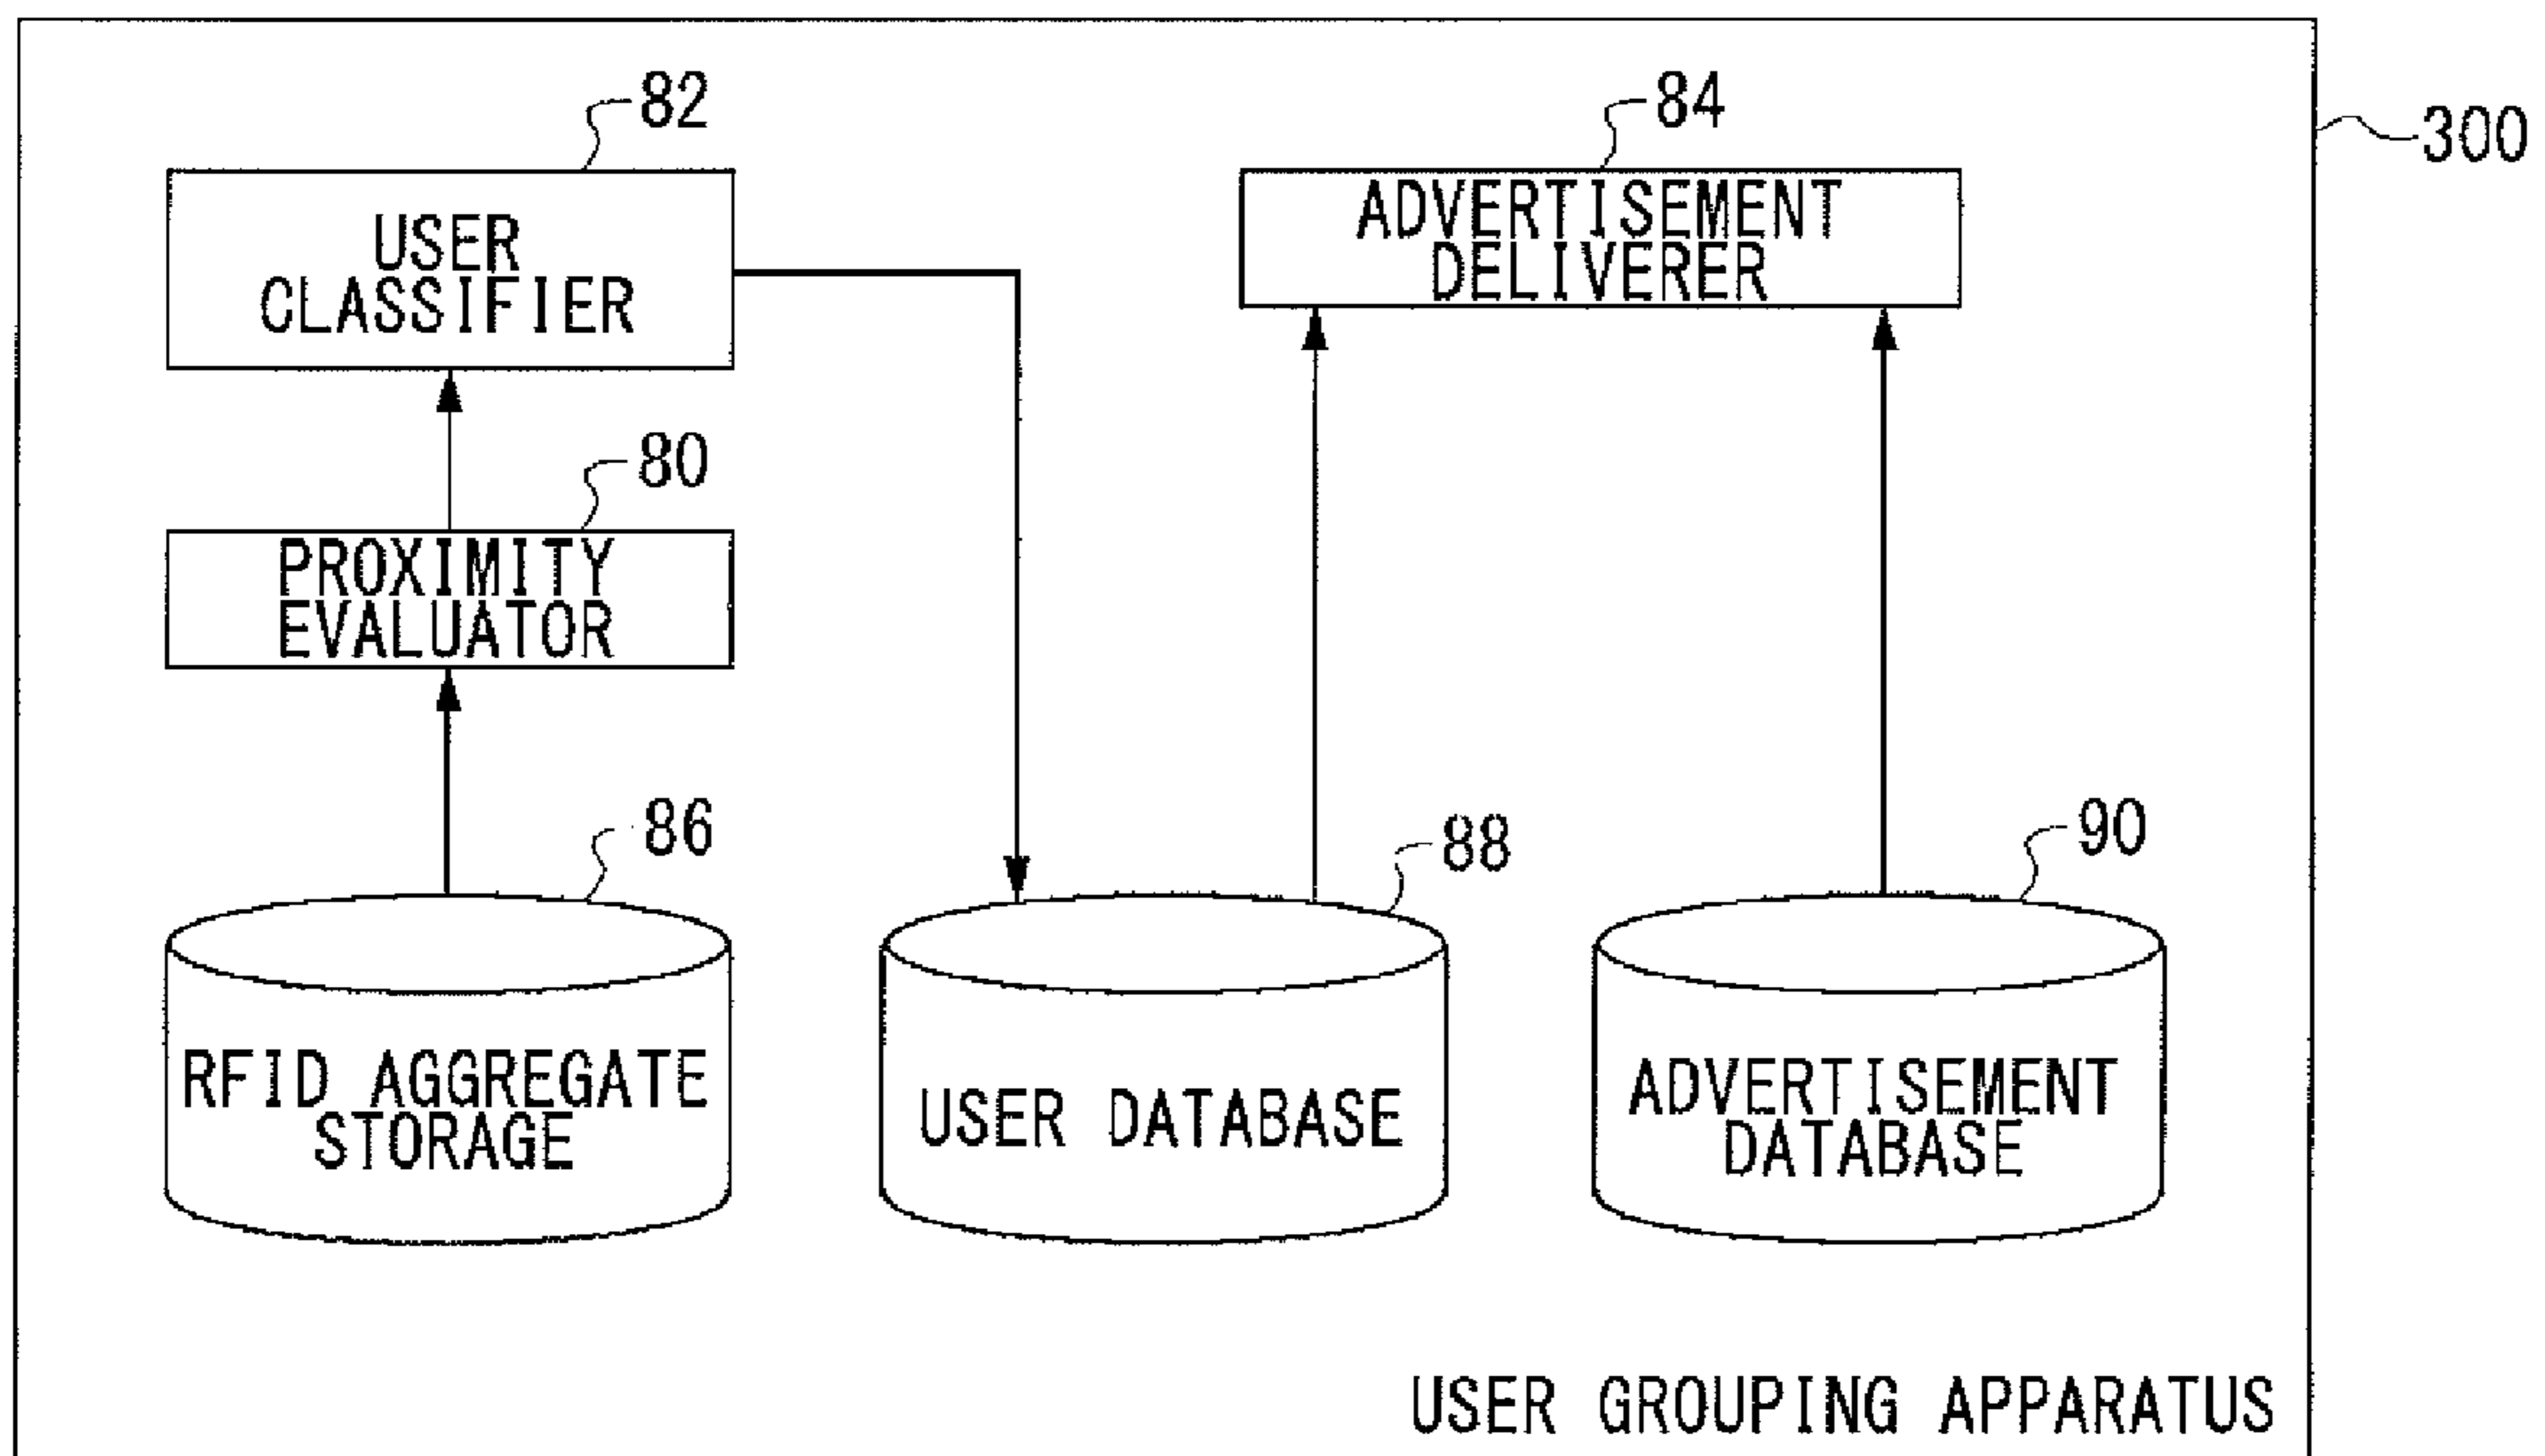 82
84
300
USER
CLASSIFIER
ADVERTISEMENT
DELIVERER
80
PROXIMITY
EVALUATOR
86
88
90
RFID AGGREGATE
STORAGE
USER DATABASE
ADVERTISEMENT
DATABASE
USER GROUPING APPARATUS